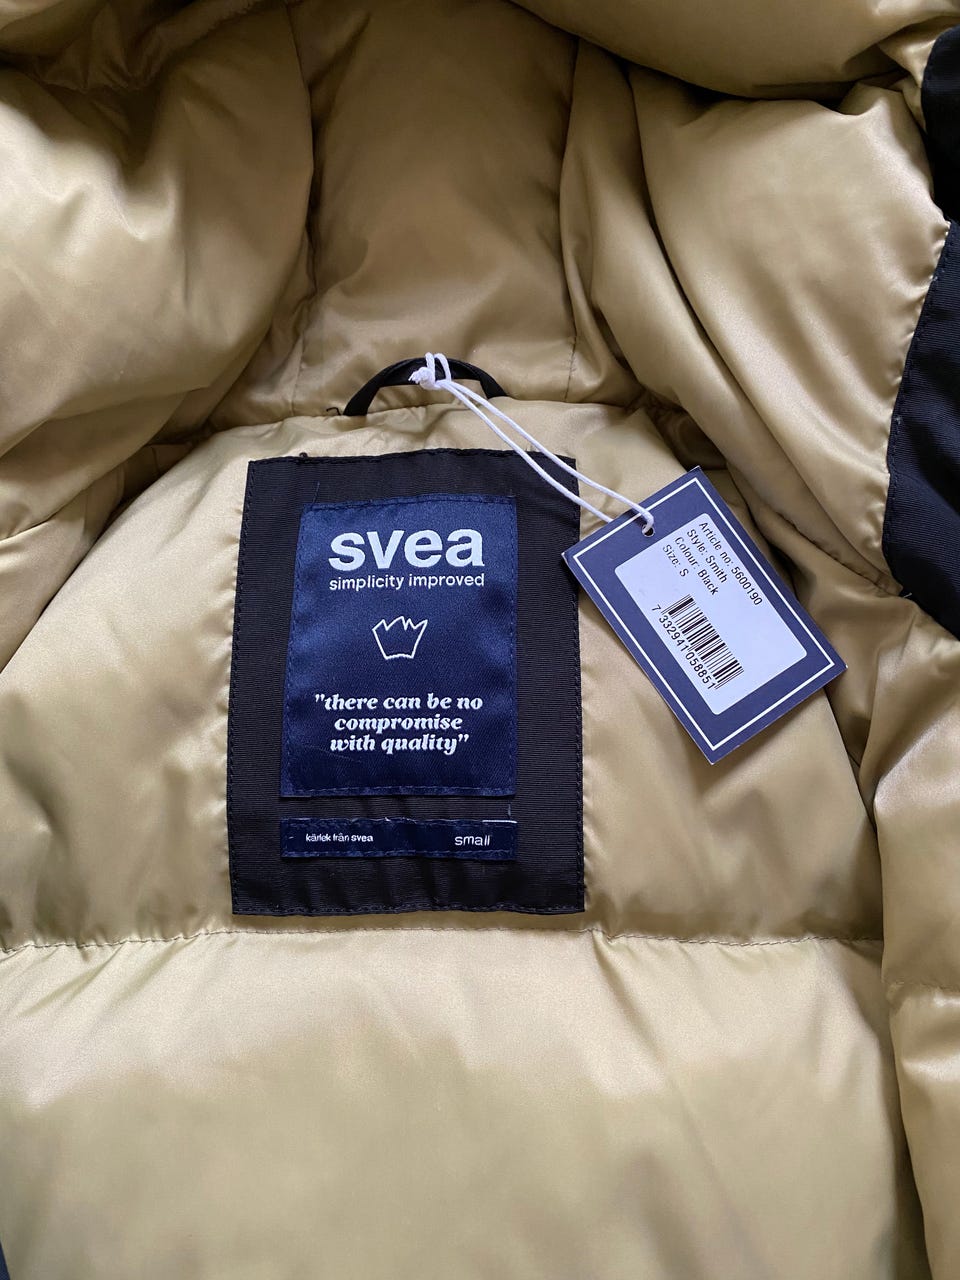 svea
simplicity improved
"there can be no
compromise
with quality"
kärlek från svea
small
Article no: 5600190
Style: Smith
Colour: Black
Size: S
7 332941 058851